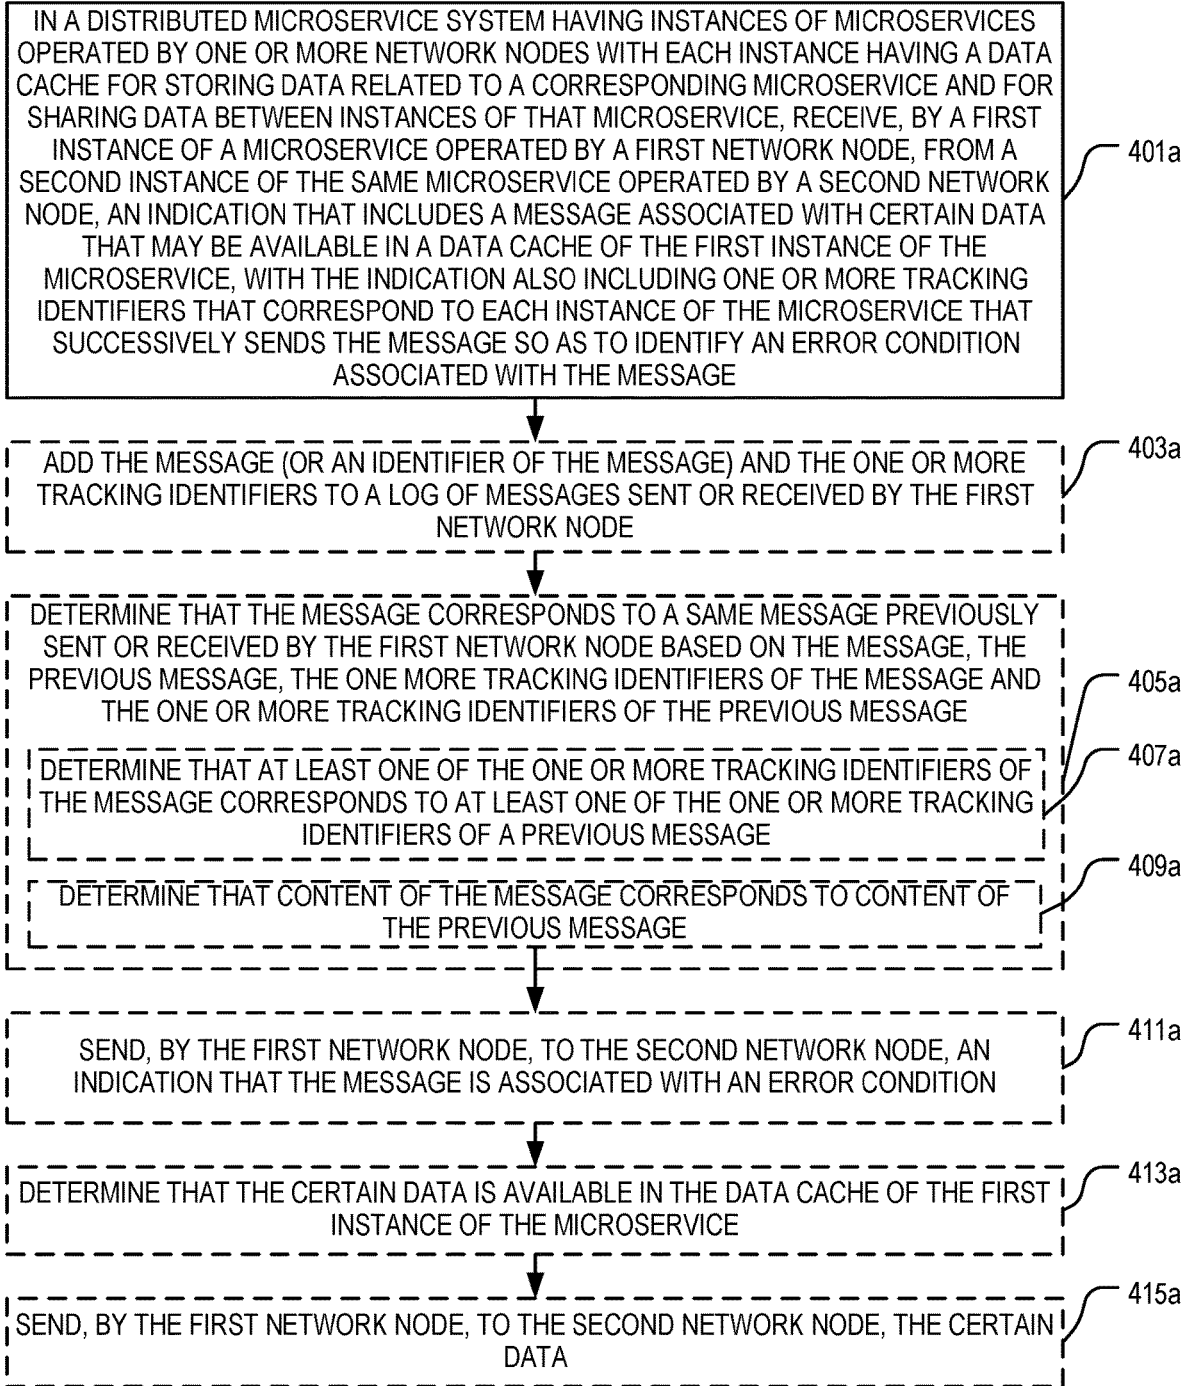 IN A DISTRIBUTED MICROSERVICE SYSTEM HAVING INSTANCES OF MICROSERVICES
OPERATED BY ONE OR MORE NETWORK NODES WITH EACH INSTANCE HAVING A DATA
CACHE FOR STORING DATA RELATED TO A CORRESPONDING MICROSERVICE AND FOR
SHARING DATA BETWEEN INSTANCES OF THAT MICROSERVICE, RECEIVE, BY A FIRST
INSTANCE OF A MICROSERVICE OPERATED BY A FIRST NETWORK NODE, FROM A
SECOND INSTANCE OF THE SAME MICROSERVICE OPERATED BY A SECOND NETWORK
NODE, AN INDICATION THAT INCLUDES A MESSAGE ASSOCIATED WITH CERTAIN DATA
THAT MAY BE AVAILABLE IN A DATA CACHE OF THE FIRST INSTANCE OF THE
MICROSERVICE, WITH THE INDICATION ALSO INCLUDING ONE OR MORE TRACKING
IDENTIFIERS THAT CORRESPOND TO EACH INSTANCE OF THE MICROSERVICE THAT
SUCCESSIVELY SENDS THE MESSAGE SO AS TO IDENTIFY AN ERROR CONDITION
ASSOCIATED WITH THE MESSAGE
401a
ADD THE MESSAGE (OR AN IDENTIFIER OF THE MESSAGE) AND THE ONE OR MORE
TRACKING IDENTIFIERS TO A LOG OF MESSAGES SENT OR RECEIVED BY THE FIRST
NETWORK NODE
403a
DETERMINE THAT THE MESSAGE CORRESPONDS TO A SAME MESSAGE PREVIOUSLY
SENT OR RECEIVED BY THE FIRST NETWORK NODE BASED ON THE MESSAGE, THE
PREVIOUS MESSAGE, THE ONE MORE TRACKING IDENTIFIERS OF THE MESSAGE AND
THE ONE OR MORE TRACKING IDENTIFIERS OF THE PREVIOUS MESSAGE
405a
DETERMINE THAT AT LEAST ONE OF THE ONE OR MORE TRACKING IDENTIFIERS OF
THE MESSAGE CORRESPONDS TO AT LEAST ONE OF THE ONE OR MORE TRACKING
IDENTIFIERS OF A PREVIOUS MESSAGE
407a
DETERMINE THAT CONTENT OF THE MESSAGE CORRESPONDS TO CONTENT OF
THE PREVIOUS MESSAGE
409a
SEND, BY THE FIRST NETWORK NODE, TO THE SECOND NETWORK NODE, AN
INDICATION THAT THE MESSAGE IS ASSOCIATED WITH AN ERROR CONDITION
411a
DETERMINE THAT THE CERTAIN DATA IS AVAILABLE IN THE DATA CACHE OF THE FIRST
INSTANCE OF THE MICROSERVICE
413a
SEND, BY THE FIRST NETWORK NODE, TO THE SECOND NETWORK NODE, THE CERTAIN
DATA
415a